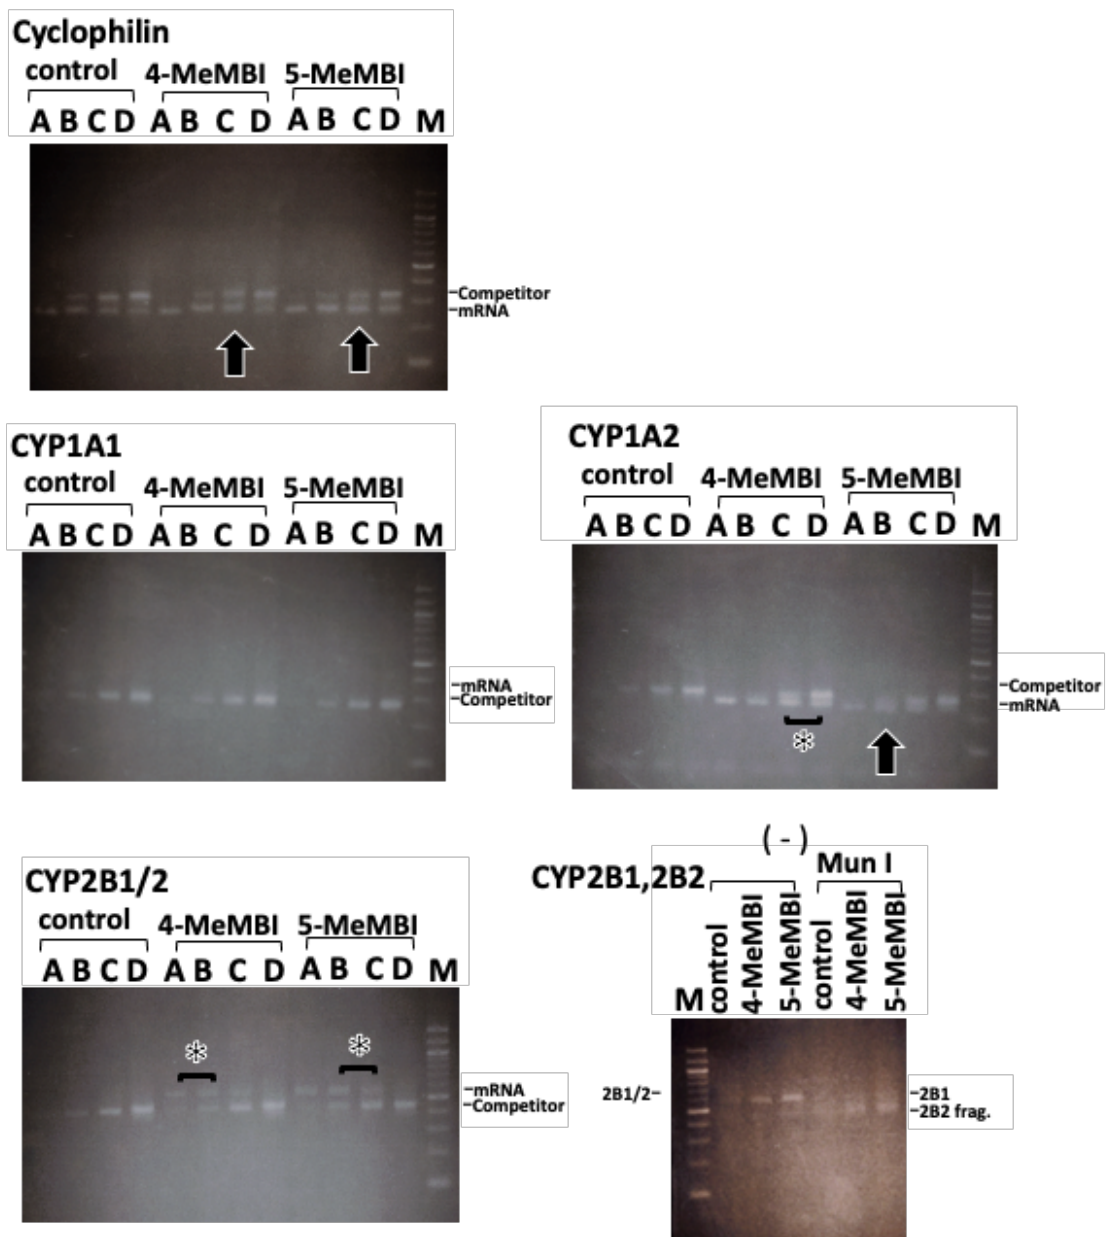 Cyclophilin
control 4-MeMBI 5-MeMBI
A B C D A B C D A B C D M
Competitor
mRNA
CYP1A1
control 4-MeMBI 5-MeMBI
A B C D A B C D A B C D M
mRNA
Competitor
*
CYP1A2
control 4-MeMBI 5-MeMBI
A B C D A B C D A B C D M
Competitor
mRNA
CYP2B1/2
control 4-MeMBI 5-MeMBI
A B C D A B C D A B C D M
* *
mRNA
Competitor
( - )
CYP2B1,2B2 Mun I
M control 4-MeMBI 5-MeMBI control 4-MeMBI 5-MeMBI
2B1/2
2B1
2B2 frag.